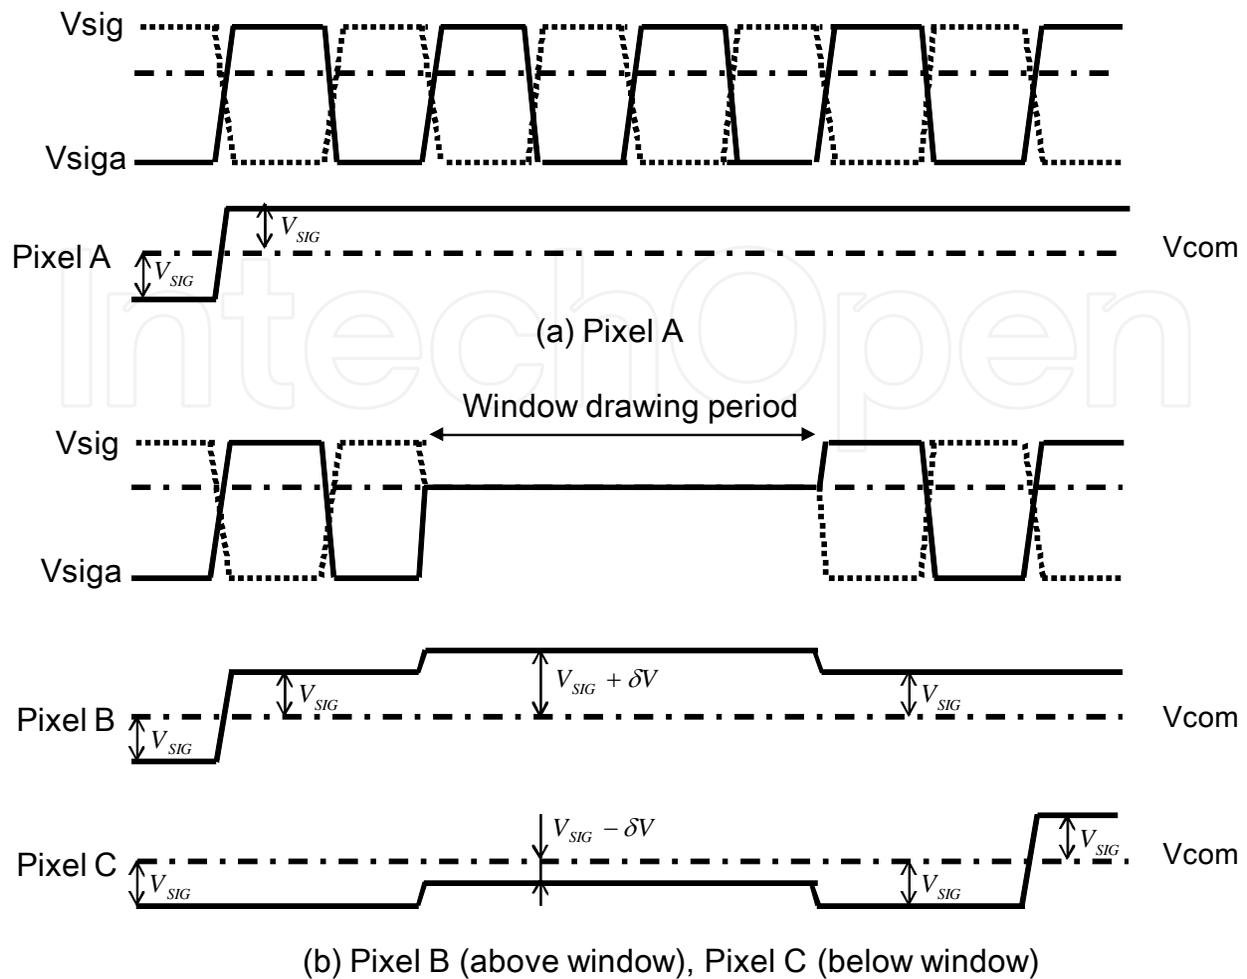 Vsig
Vsiga
V_SIG
Pixel A
V_SIG
Vcom
IntechOpen
(a) Pixel A
Window drawing period
Vsig
Vsiga
V_SIG + δV
V_SIG
V_SIG
Pixel B
V_SIG
Vcom
V_SIG − δV
V_SIG
Pixel C
Vcom
V_SIG
V_SIG
(b) Pixel B (above window), Pixel C (below window)